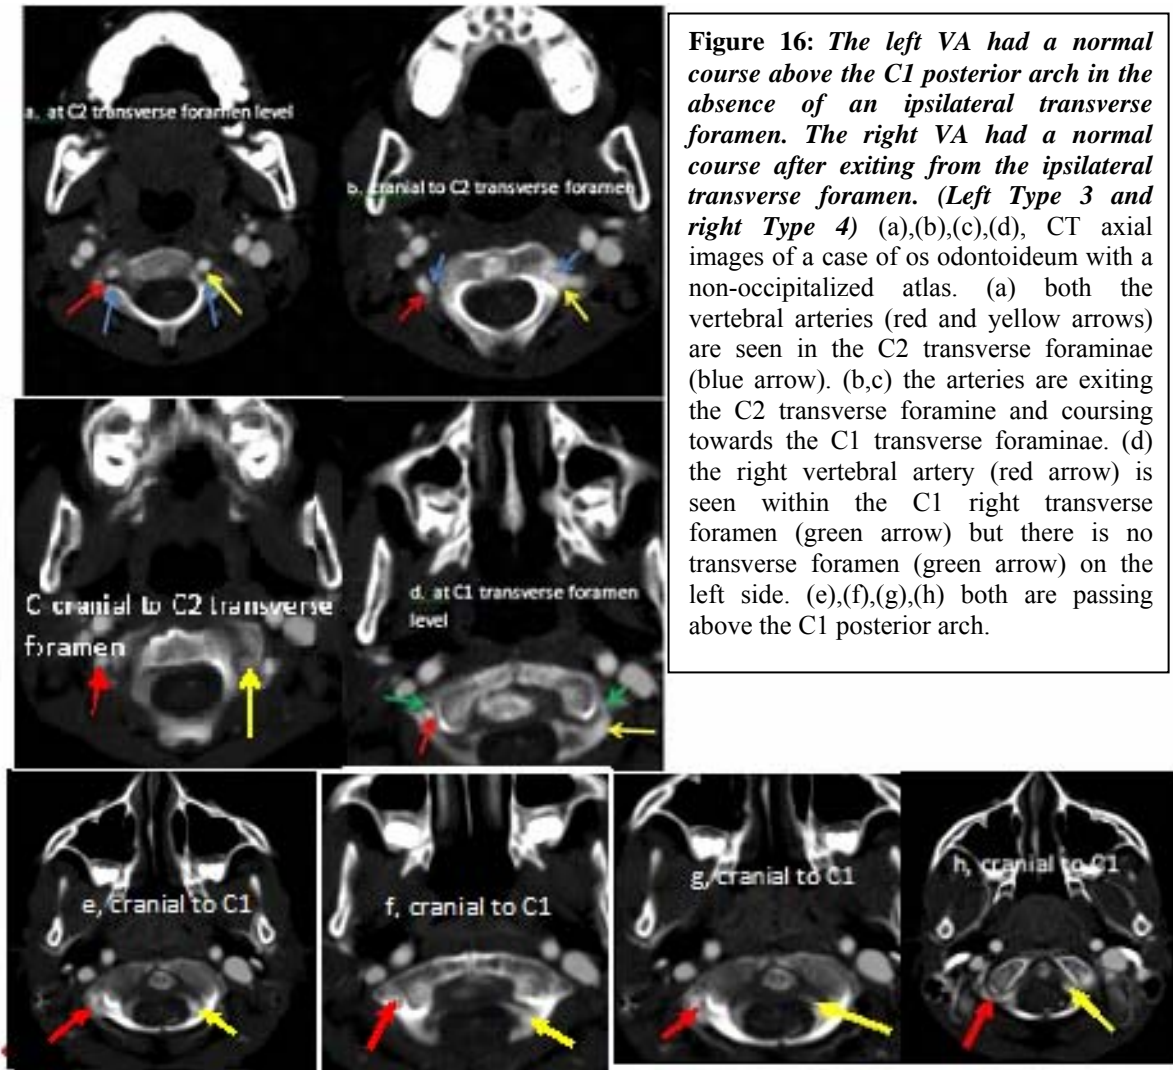 a. at C2 transverse foramen level
b. cranial to C2 transverse foramen
Figure 16: The left VA had a normal
course above the C1 posterior arch in the
absence of an ipsilateral transverse
foramen. The right VA had a normal
course after exiting from the ipsilateral
transverse foramen. (Left Type 3 and
right Type 4) (a),(b),(c),(d), CT axial
images of a case of os odontoideum with a
non-occipitalized atlas. (a) both the
vertebral arteries (red and yellow arrows)
are seen in the C2 transverse foraminae
(blue arrow). (b,c) the arteries are exiting
the C2 transverse foramine and coursing
towards the C1 transverse foraminae. (d)
the right vertebral artery (red arrow) is
seen within the C1 right transverse
foramen (green arrow) but there is no
transverse foramen (green arrow) on the
left side. (e),(f),(g),(h) both are passing
above the C1 posterior arch.
C cranial to C2 transverse
foramen
d. at C1 transverse foramen
level
e, cranial to C1
f, cranial to C1
g, cranial to C1
h, cranial to C1